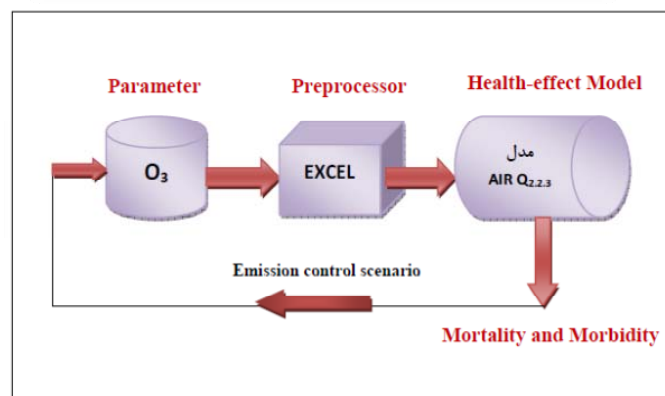 Parameter
Preprocessor
Health-effect Model
O₃
EXCEL
مدل
AIR Q₂.₂.₃
Emission control scenario
Mortality and Morbidity